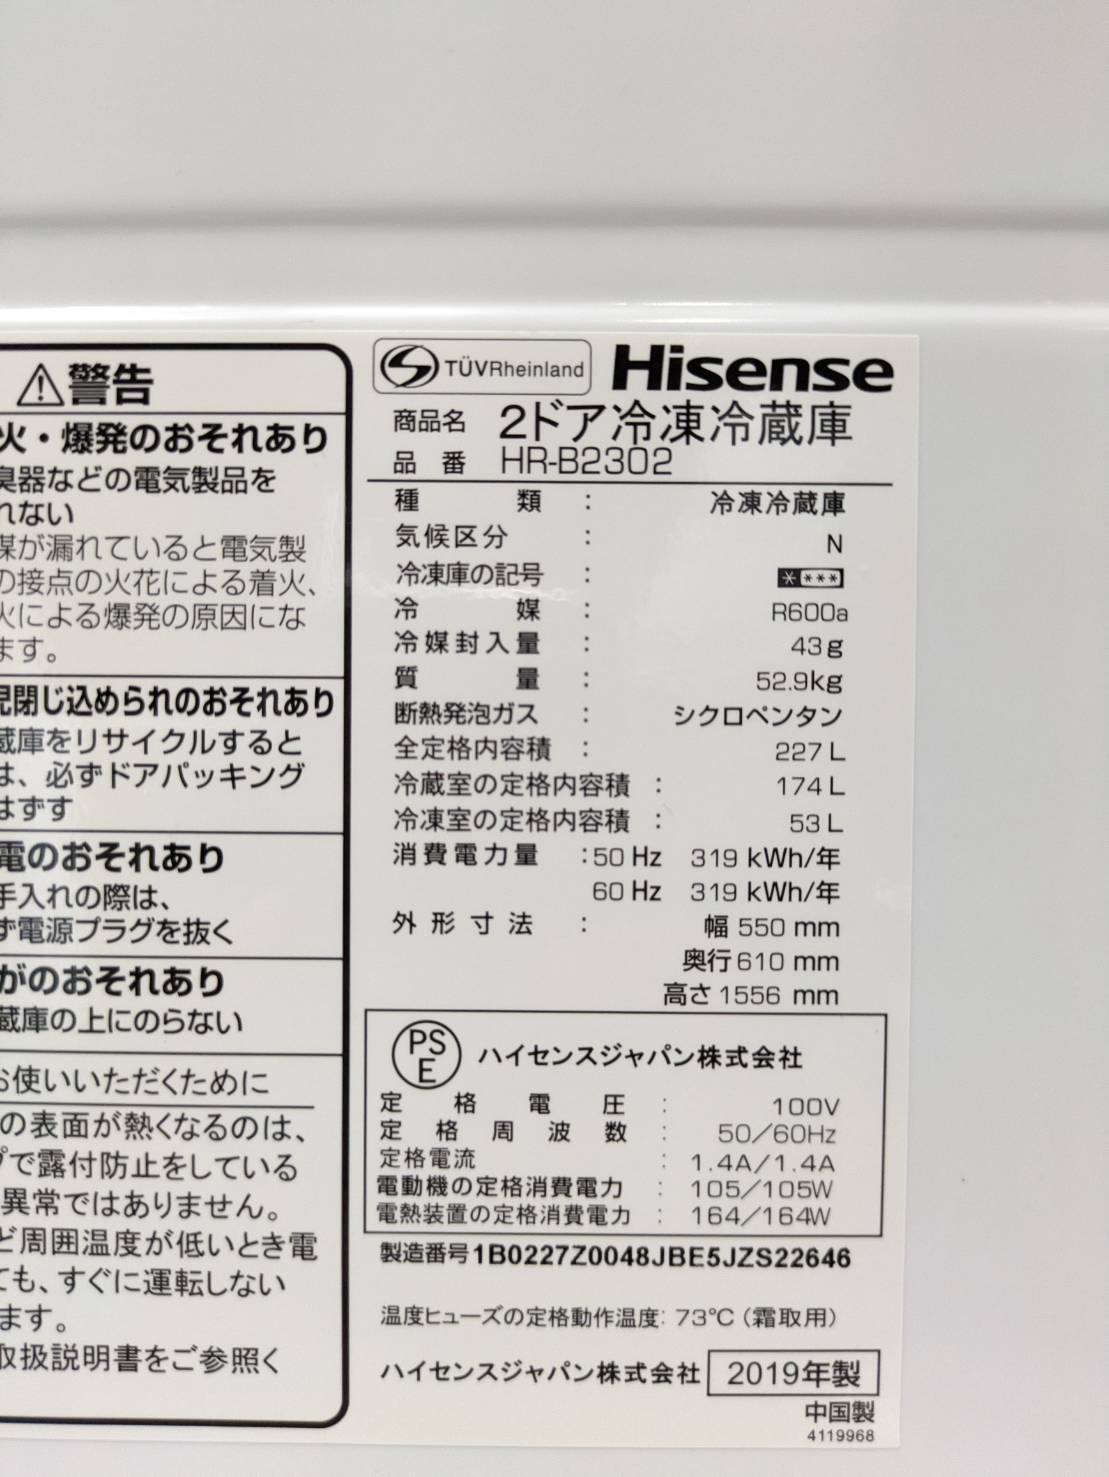 ⚠警告
火・爆発のおそれあり
臭器などの電気製品を
れない
媒が漏れていると電気製
の接点の火花による着火、
火による爆発の原因にな
ます。
児閉じ込められのおそれあり
蔵庫をリサイクルすると
は、必ずドアパッキング
はずす
電のおそれあり
手入れの際は、
ず電源プラグを抜く
がのおそれあり
蔵庫の上にのらない
お使いいただくために
の表面が熱くなるのは、
プで露付防止をしている
異常ではありません。
ど周囲温度が低いとき電
ても、すぐに運転しない
ます。
取扱説明書をご参照く
TÜVRheinland Hisense
商品名 2ドア冷凍冷蔵庫
品番 HR-B2302
種類 : 冷凍冷蔵庫
気候区分 : N
冷凍庫の記号 : * ***
冷媒 : R600a
冷媒封入量 : 43g
質量 : 52.9kg
断熱発泡ガス : シクロペンタン
全定格内容積 : 227L
冷蔵室の定格内容積 : 174L
冷凍室の定格内容積 : 53L
消費電力量 :50Hz 319 kWh/年
60Hz 319 kWh/年
外形寸法 : 幅 550 mm
奥行 610 mm
高さ 1556 mm
PSE ハイセンスジャパン株式会社
定格電圧 : 100V
定格周波数 : 50/60Hz
定格電流 : 1.4A/1.4A
電動機の定格消費電力 : 105/105W
電熱装置の定格消費電力 : 164/164W
製造番号1B0227Z0048JBE5JZS22646
温度ヒューズの定格動作温度: 73℃(霜取用)
ハイセンスジャパン株式会社 2019年製
中国製
4119968